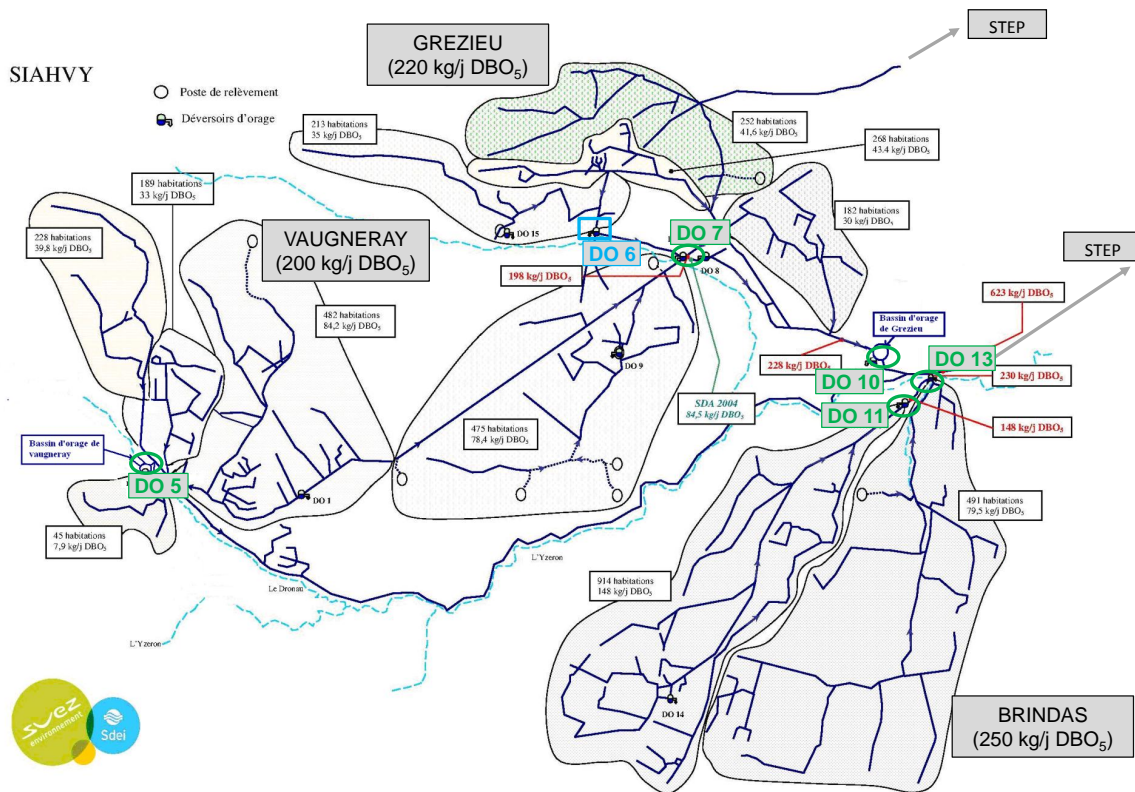 STEP
GREZIEU
(220 kg/j DBO₅)
SIAHVY
Poste de relèvement
Déversoirs d'orage
213 habitations
35 kg/j DBO₅
252 habitations
41,6 kg/j DBO₅
268 habitations
43.4 kg/j DBO₅
189 habitations
33 kg/j DBO₅
182 habitations
30 kg/j DBO₅
228 habitations
39,8 kg/j DBO₅
VAUGNERAY
(200 kg/j DBO₅)
DO 15
DO 6
DO 7
DO 8
STEP
198 kg/j DBO₅
623 kg/j DBO₅
482 habitations
84,2 kg/j DBO₅
Bassin d'orage
de Grezieu
DO 9
228 kg/j DBO₅
DO 13
DO 10
230 kg/j DBO₅
SDA 2004
84,5 kg/j DBO₅
DO 11
148 kg/j DBO₅
475 habitations
78,4 kg/j DBO₅
Bassin d'orage de
vaugneray
DO 5
DO 1
491 habitations
79,5 kg/j DBO₅
45 habitations
7,9 kg/j DBO₅
L'Yzeron
Le Dronau
914 habitations
148 kg/j DBO₅
L'Yzeron
DO 14
BRINDAS
(250 kg/j DBO₅)
svez
environnement
Sdei